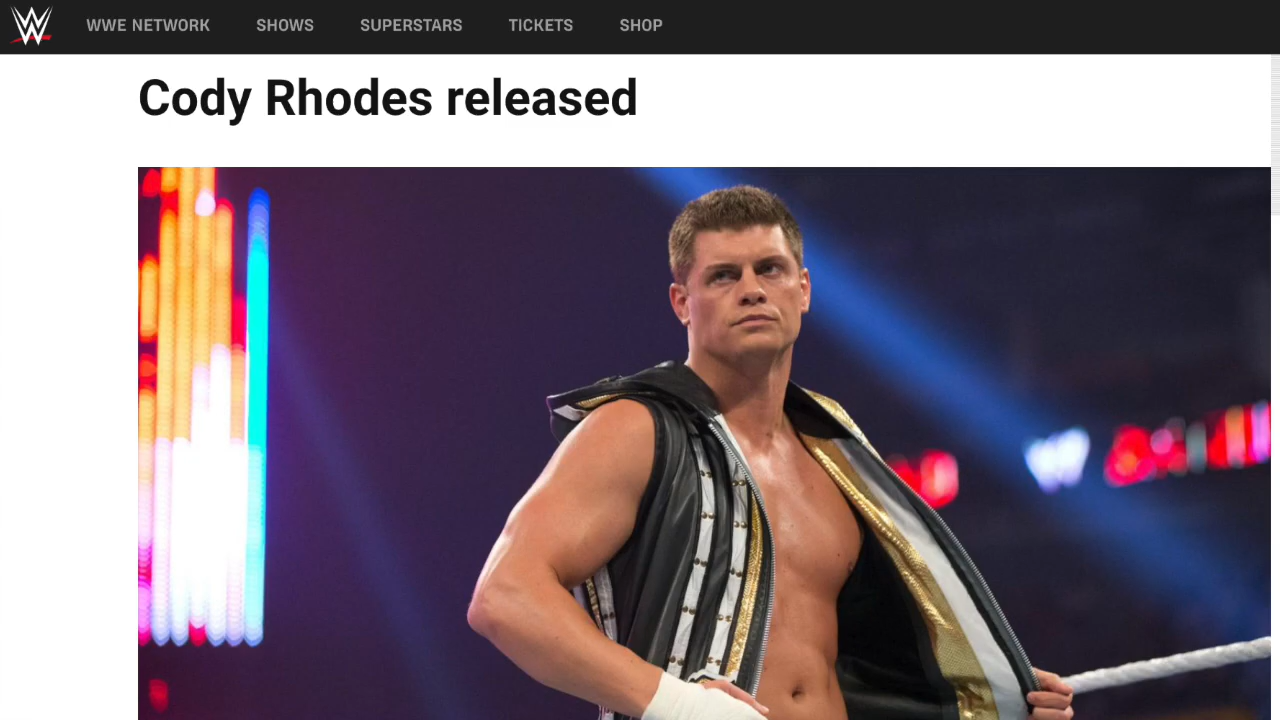 W
WWE NETWORK
SHOWS
SUPERSTARS
TICKETS
SHOP
Cody Rhodes released
W